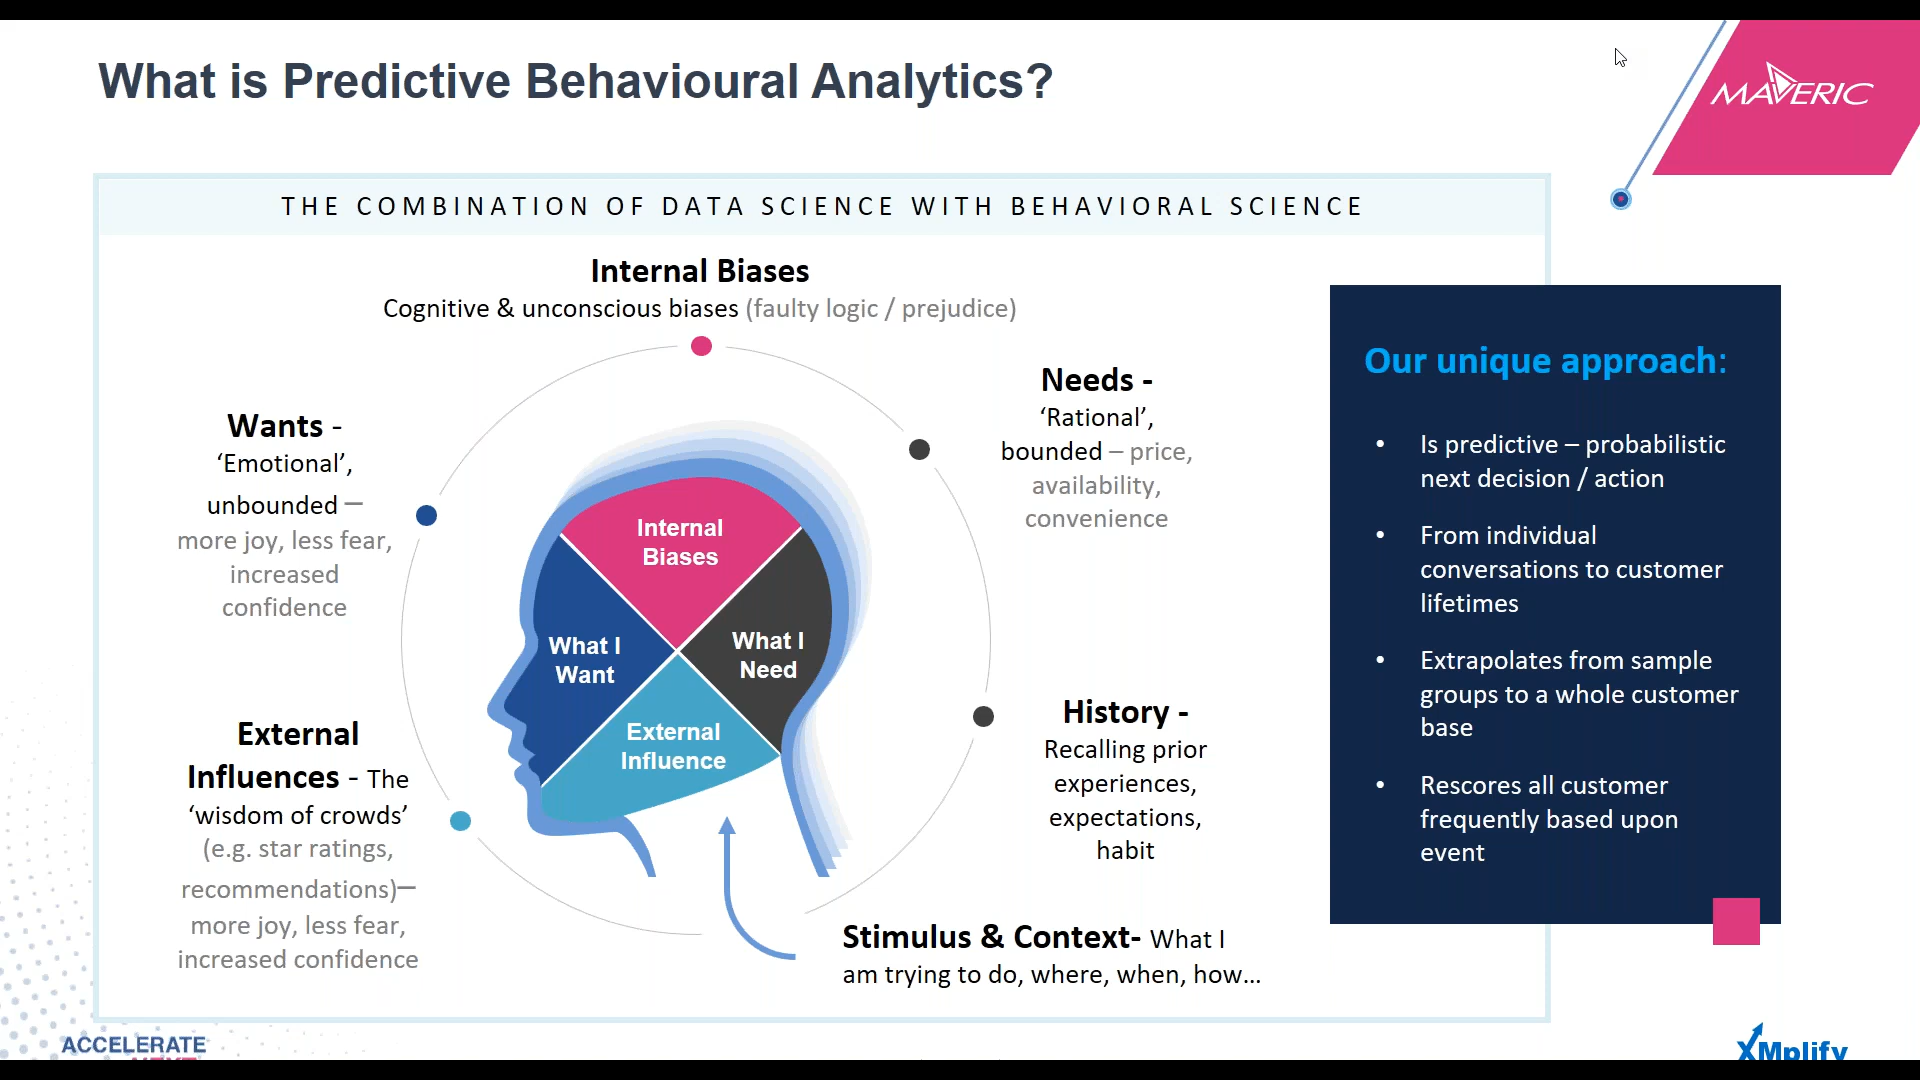 What is Predictive Behavioural Analytics?
MAVERIC
THE COMBINATION OF DATA SCIENCE WITH BEHAVIORAL SCIENCE
Internal Biases
Cognitive & unconscious biases (faulty logic / prejudice)
Wants -
‘Emotional’,
unbounded –
more joy, less fear,
increased
confidence
Needs -
‘Rational’,
bounded – price,
availability,
convenience
Internal
Biases
What I
Want
What I
Need
External
Influence
External
Influences - The
‘wisdom of crowds’
(e.g. star ratings,
recommendations)–
more joy, less fear,
increased confidence
History -
Recalling prior
experiences,
expectations,
habit
Stimulus & Context- What I
am trying to do, where, when, how...
Our unique approach:
• Is predictive – probabilistic
next decision / action
• From individual
conversations to customer
lifetimes
• Extrapolates from sample
groups to a whole customer
base
• Rescores all customer
frequently based upon
event
ACCELERATE
NEXT
XMplify